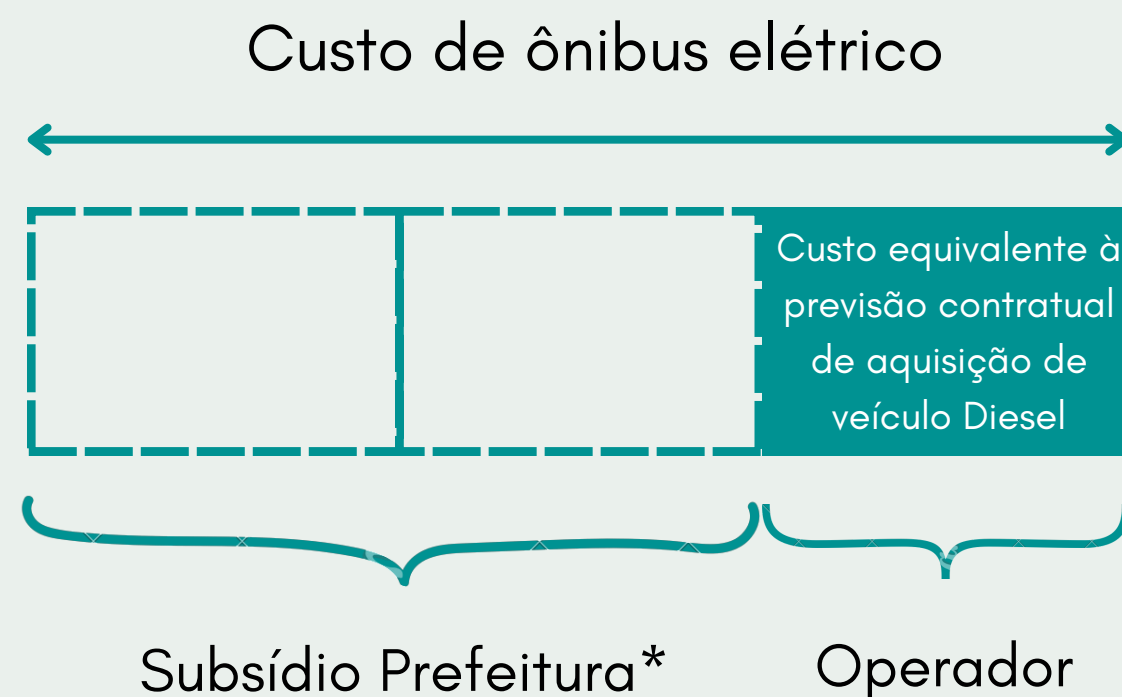 Custo de ônibus elétrico
Custo equivalente à
previsão contratual
de aquisição de
veículo Diesel
Subsídio Prefeitura*
Operador